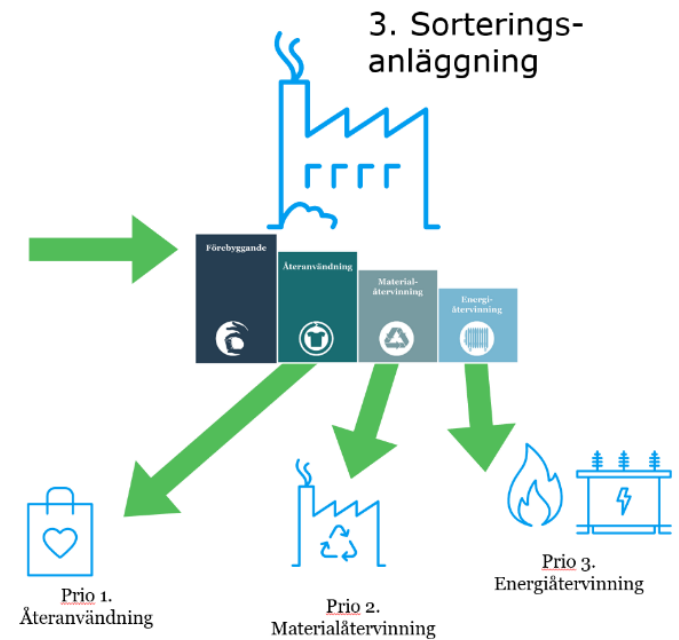 3. Sorterings-
anläggning
Förebyggande
Återanvändning
Material-
återvinning
Energi-
återvinning
Prio 1.
Återanvändning
Prio 2.
Materialåtervinning
Prio 3.
Energiåtervinning